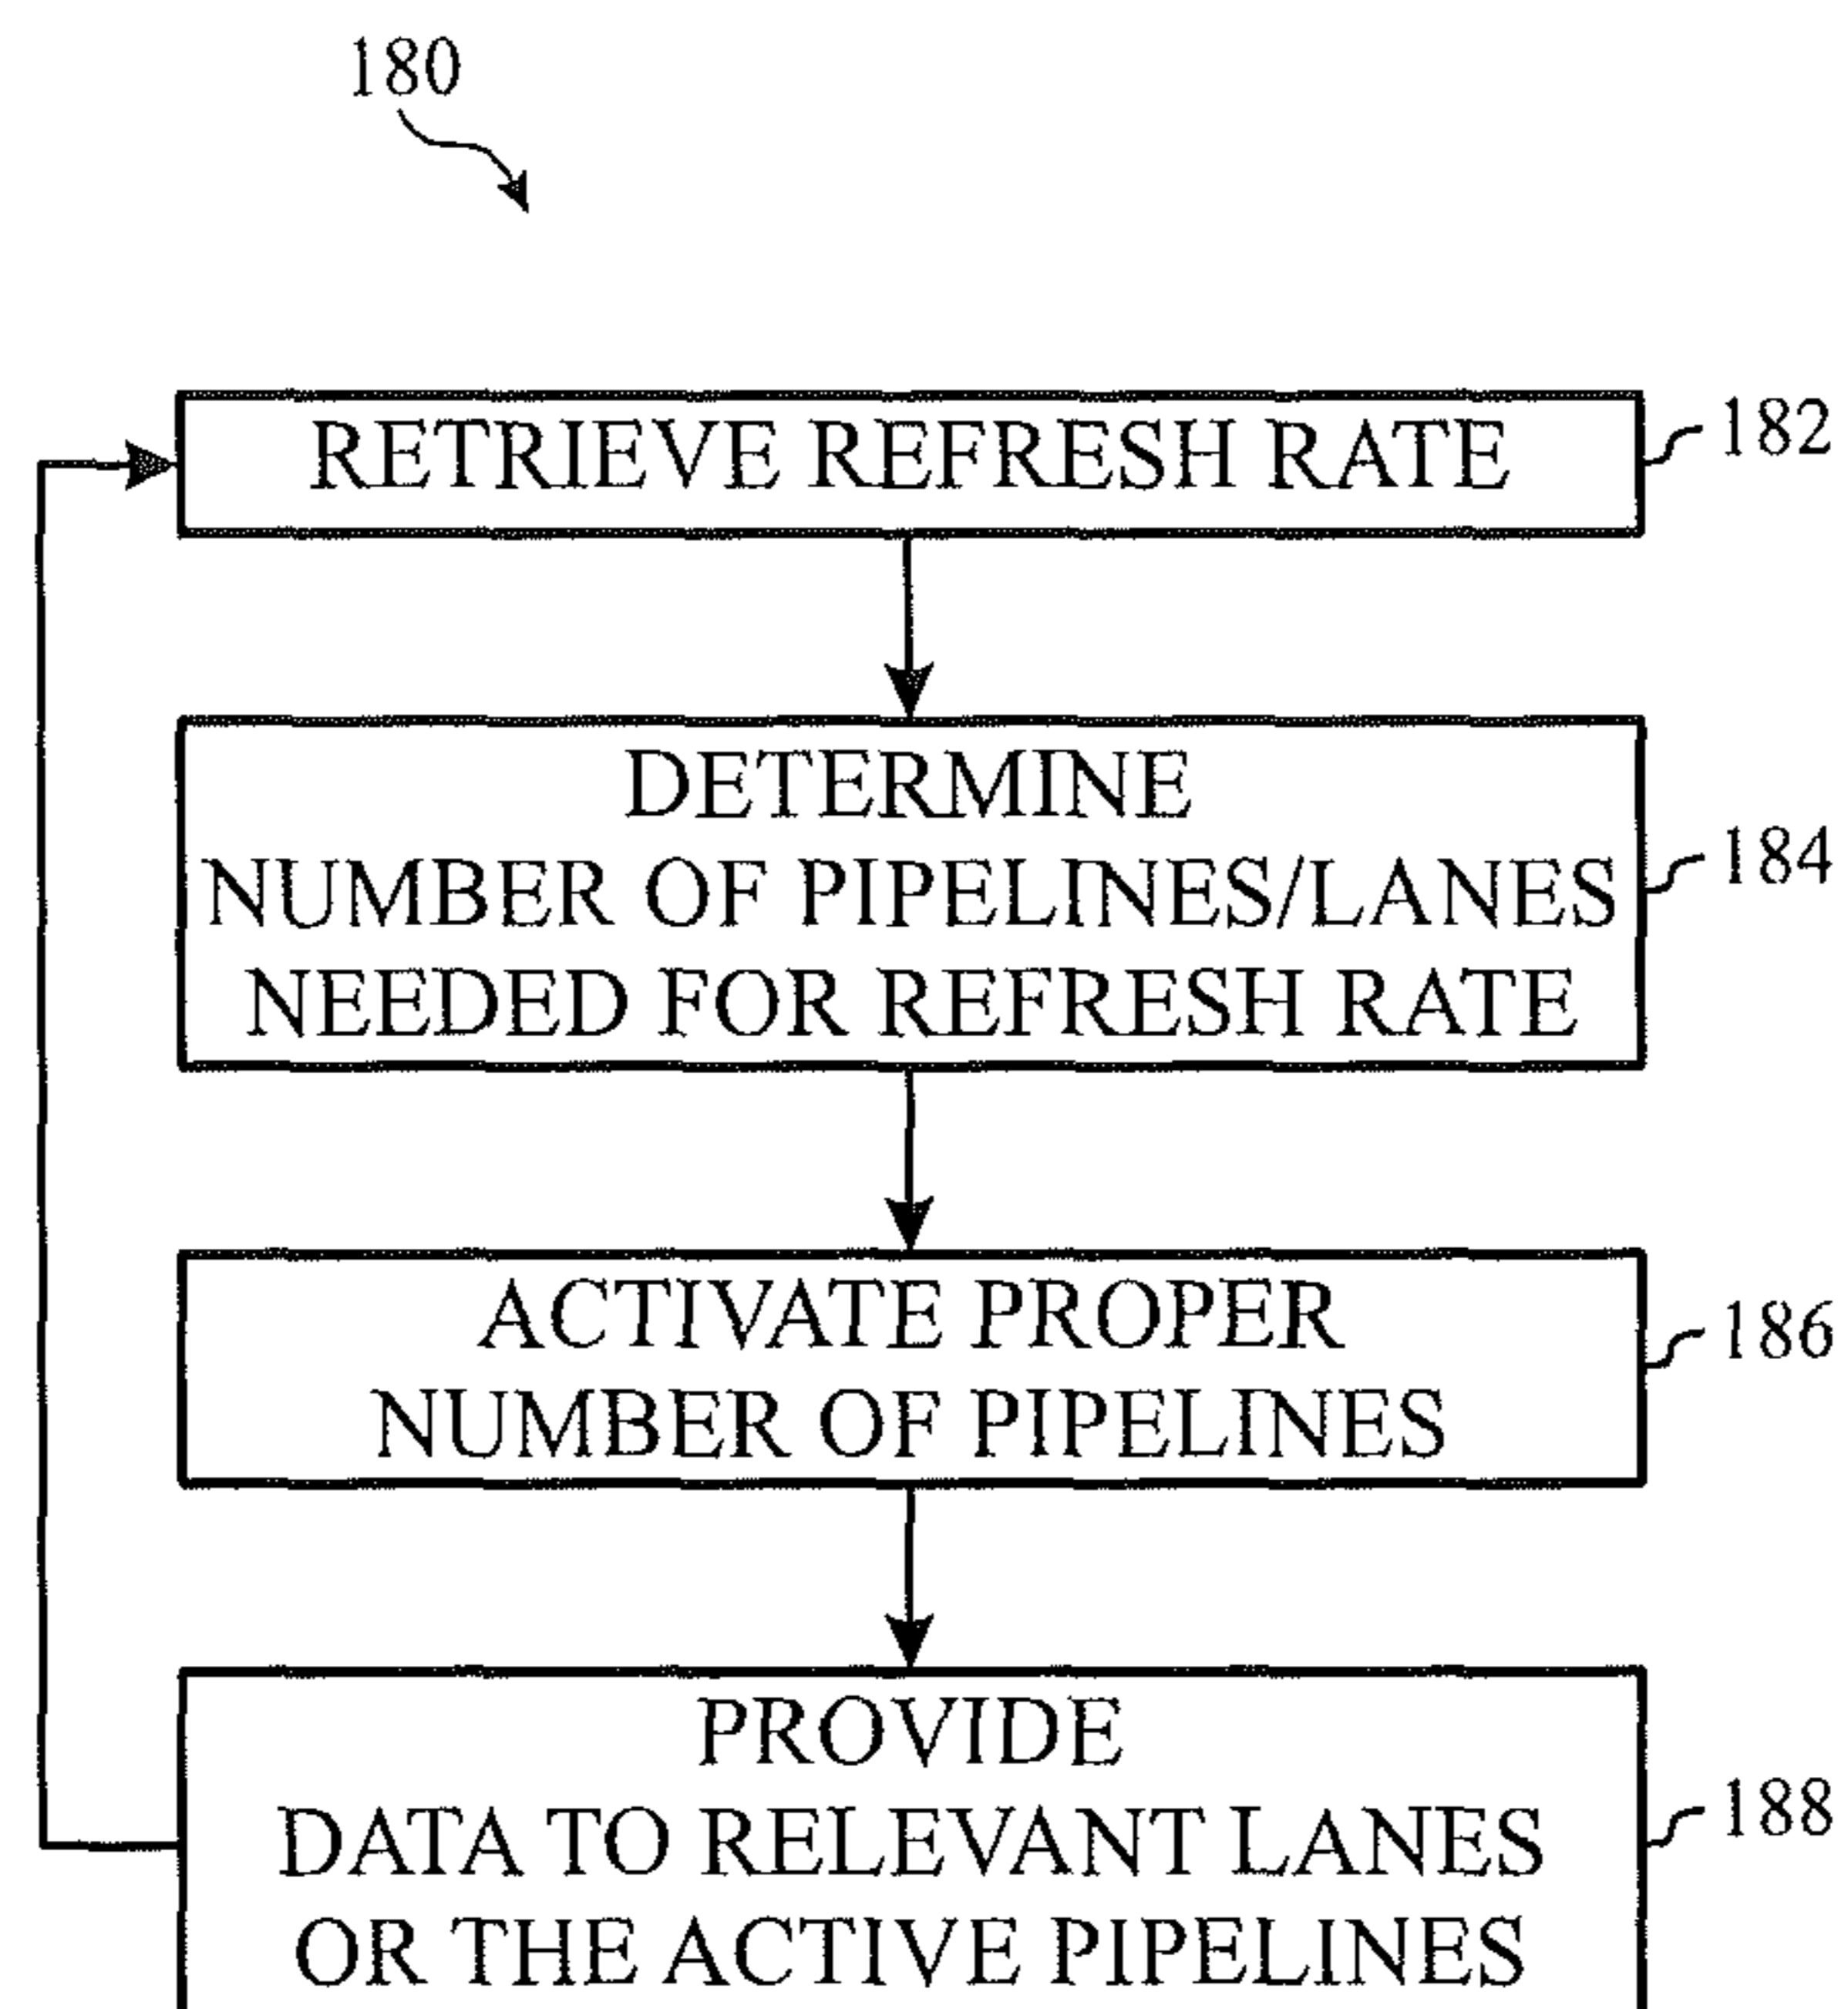 180
RETRIEVE REFRESH RATE
182
DETERMINE
NUMBER OF PIPELINES/LANES
NEEDED FOR REFRESH RATE
184
ACTIVATE PROPER
NUMBER OF PIPELINES
186
PROVIDE
DATA TO RELEVANT LANES
OR THE ACTIVE PIPELINES
188